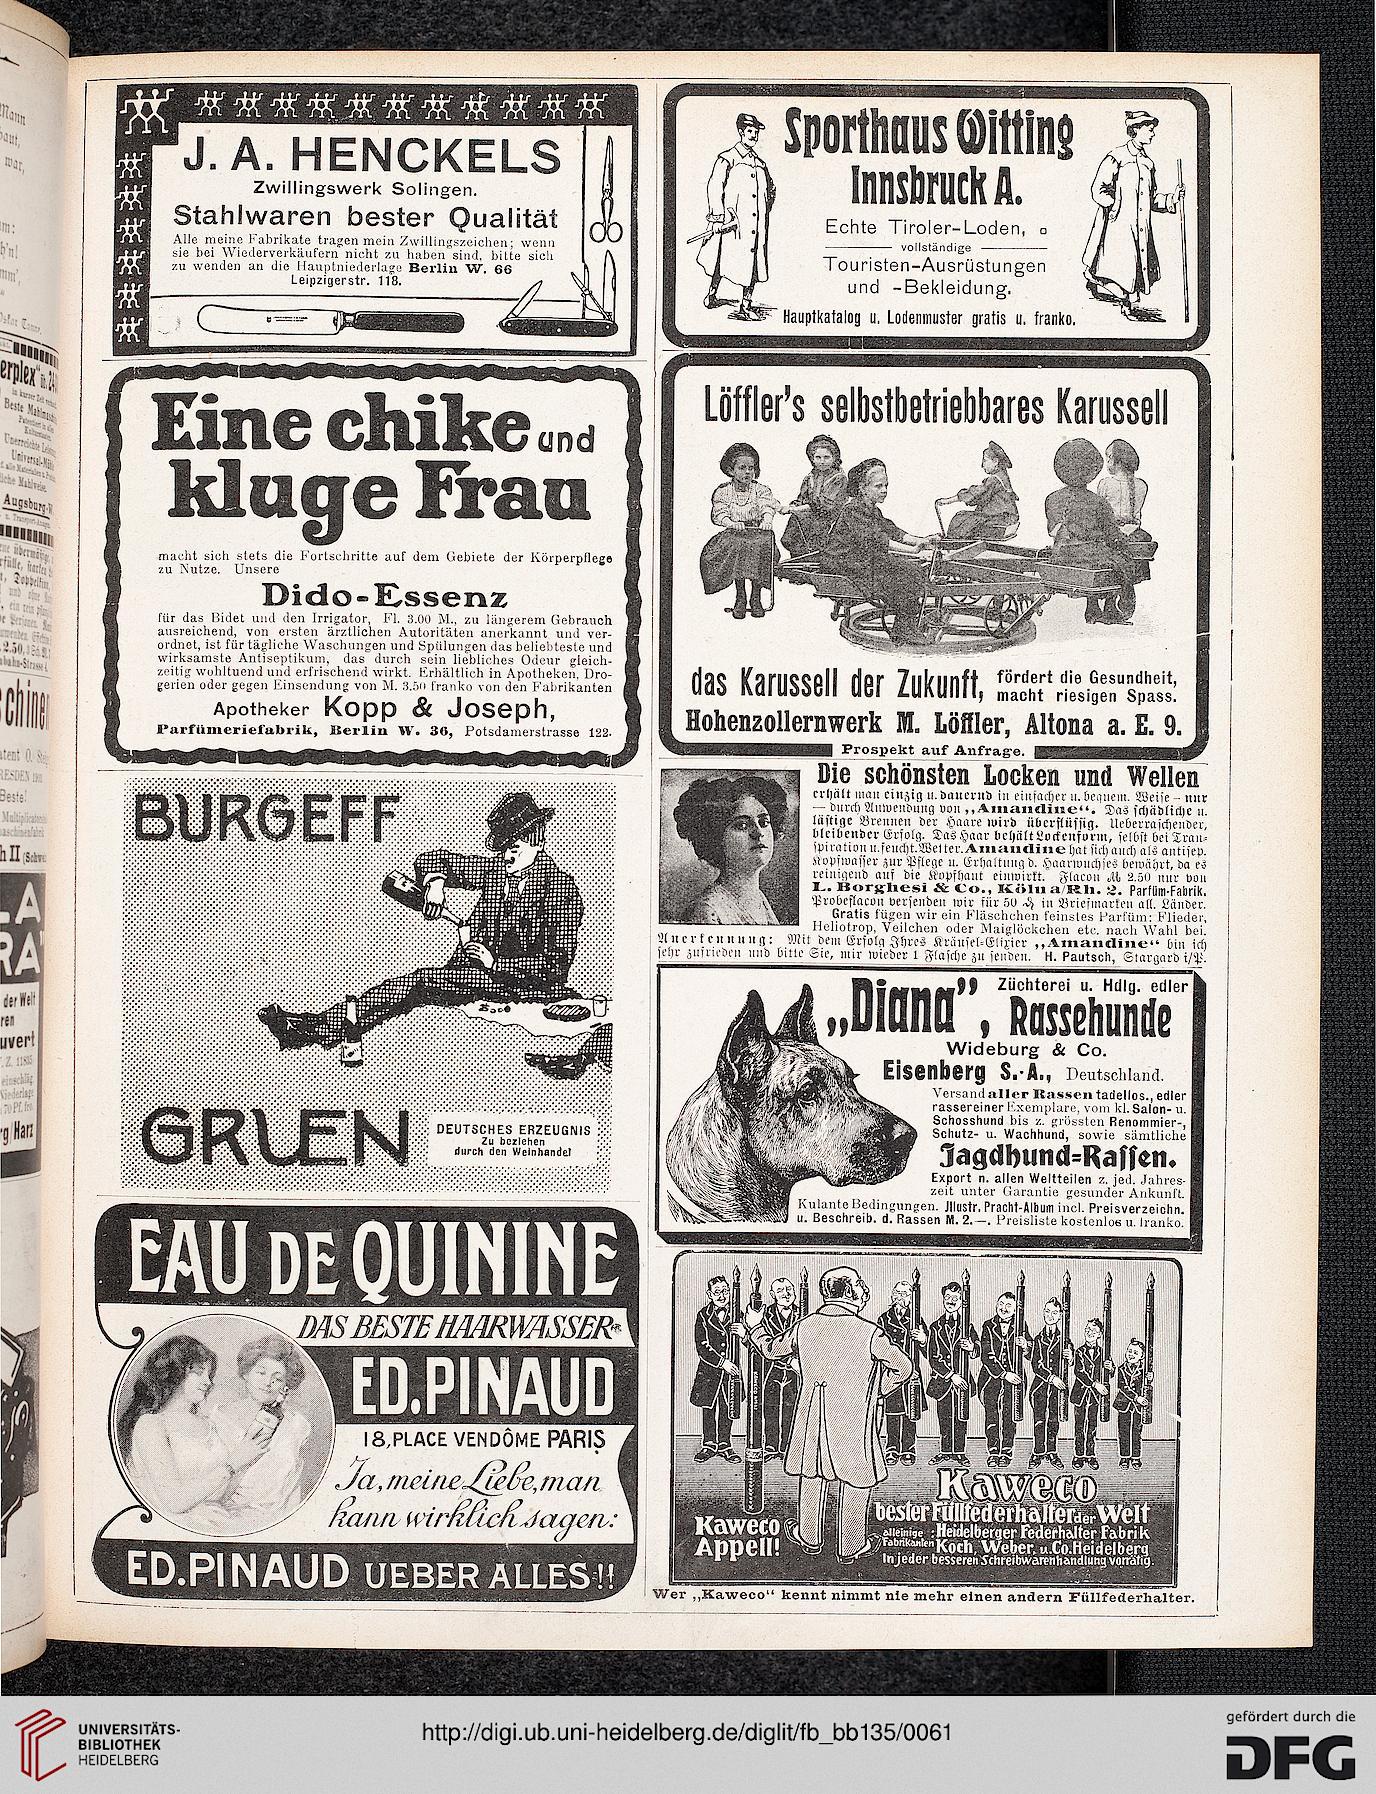 J. A. HENCKELS
Zwillingswerk Solingen.
Stahlwaren bester Qualität
Alle meine Fabrikate tragen mein Zwillingszeichen; wenn
sie bei Wiederverkäufern nicht zu haben sind, bitte sich
zu wenden an die Hauptniederlage Berlin W. 66
Leipzigerstr. 118.
Eine chike und
kluge Frau
macht sich stets die Fortschritte auf dem Gebiete der Körperpflege
zu Nutze. Unsere
Dido-Essenz
für das Bidet und den Irrigator, Fl. 3.00 M., zu längerem Gebrauch
ausreichend, von ersten ärztlichen Autoritäten anerkannt und ver-
ordnet, ist für tägliche Waschungen und Spülungen das beliebteste und
wirksamste Antiseptikum, das durch sein liebliches Odeur gleich-
zeitig wohltuend und erfrischend wirkt. Erhältlich in Apotheken, Dro-
gerien oder gegen Einsendung von M. 3.50 franko von den Fabrikanten
Apotheker Kopp & Joseph,
Parfümeriefabrik, Berlin W. 36, Potsdamerstrasse 122.
BURGEFF
GRUEN
DEUTSCHES ERZEUGNIS
Zu beziehen
durch den Weinhandel
EAU DE QUININE
DAS BESTE HAARWASSER
ED. PINAUD
18, PLACE VENDÔME PARIS
Ja, meine Liebe, man
kann wirklich sagen:
ED. PINAUD UEBER ALLES!!
Sporthaus Witting
Innsbruck A.
Echte Tiroler-Loden,
vollständige
Touristen-Ausrüstungen
und -Bekleidung.
Hauptkatalog u. Lodenmuster gratis u. franko.
Löffler's selbstbetriebbares Karussell
das Karussell der Zukunft, fördert die Gesundheit,
macht riesigen Spass.
Hohenzollernwerk M. Löffler, Altona a. E. 9.
Prospekt auf Anfrage.
Die schönsten Locken und Wellen
erhält man einzig u. dauernd in einfacher u. bequem. Weise – nur
— durch Anwendung von „Amandine“. Das schädliche u.
lästige Brennen der Haare wird überflüssig. Ueberraschender,
bleibender Erfolg. Das Haar behält Lockenform, selbst bei Tran-
spiration u. feucht. Wetter. Amandine hat sich auch als antisep.
Kopfwasser zur Pflege u. Erhaltung d. Haarwuchses bewährt, da es
reinigend auf die Kopfhaut einwirkt. Flacon ℳ 2.50 nur von
L. Borghesi & Co., Köln a/Rh. 2. Parfüm-Fabrik.
Probeflacon versenden wir für 50 ₰ in Briefmarken all. Länder.
Gratis fügen wir ein Fläschchen feinstes Parfüm: Flieder,
Heliotrop, Veilchen oder Maiglöckchen etc. nach Wahl bei.
Anerkennung: Mit dem Erfolg Ihres Kräusel-Elixier „Amandine“ bin ich
sehr zufrieden und bitte Sie, mir wieder 1 Flasche zu senden. H. Pautsch, Stargard i/P.
„Diana”, Züchterei u. Hdlg. edler
Rassehunde
Wideburg & Co.
Eisenberg S.-A., Deutschland.
Versand aller Rassen tadellos., edler
rassereiner Exemplare, vom kl. Salon- u.
Schosshund bis z. grössten Renommier-,
Schutz- u. Wachhund, sowie sämtliche
Jagdhund-Rassen.
Export n. allen Weltteilen z. jed. Jahres-
zeit unter Garantie gesunder Ankunft.
Kulante Bedingungen. Jllustr. Pracht-Album incl. Preisverzeichn.
u. Beschreib. d. Rassen M. 2.—. Preisliste kostenlos u. franko.
Kaweco
Appell!
Kaweco
bester Füllfederhalter der Welt
alleinige Fabrikanten: Heidelberger Federhalter Fabrik
Koch, Weber, u. Co. Heidelberg
In jeder besseren Schreibwarenhandlung vorrätig.
Wer „Kaweco“ kennt nimmt nie mehr einen andern Füllfederhalter.
UNIVERSITÄTS-
BIBLIOTHEK
HEIDELBERG
http://digi.ub.uni-heidelberg.de/diglit/fb_bb135/0061
gefördert durch die
DFG